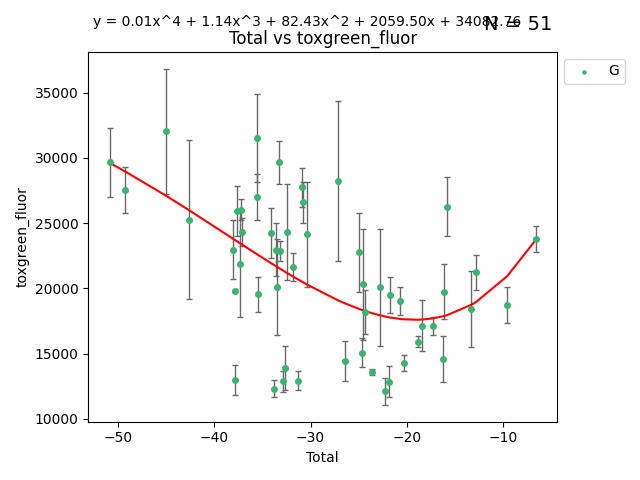 y = 0.01x^4 + 1.14x^3 + 82.43x^2 + 2059.50x + 34082.76
N = 51
Total vs toxgreen_fluor
G
35000
30000
25000
20000
15000
10000
toxgreen_fluor
−50
−40
−30
−20
−10
Total